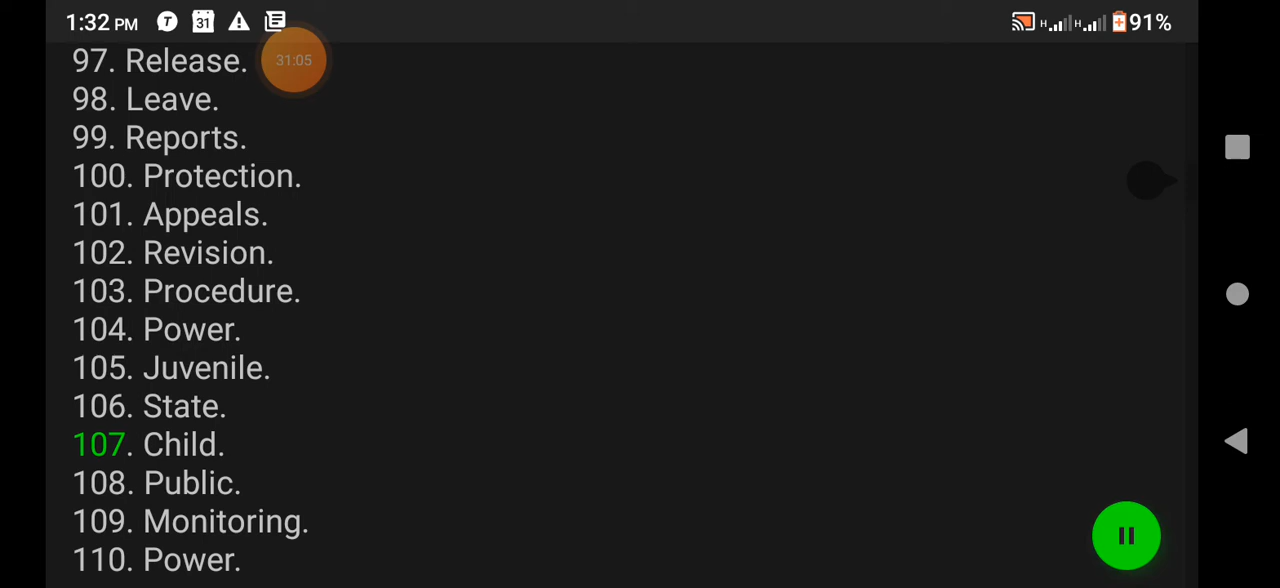 1:32 PM T 31 H H 91%
97. Release. 31:05
98. Leave.
99. Reports.
100. Protection.
101. Appeals.
102. Revision.
103. Procedure.
104. Power.
105. Juvenile.
106. State.
107. Child.
108. Public.
109. Monitoring.
110. Power.